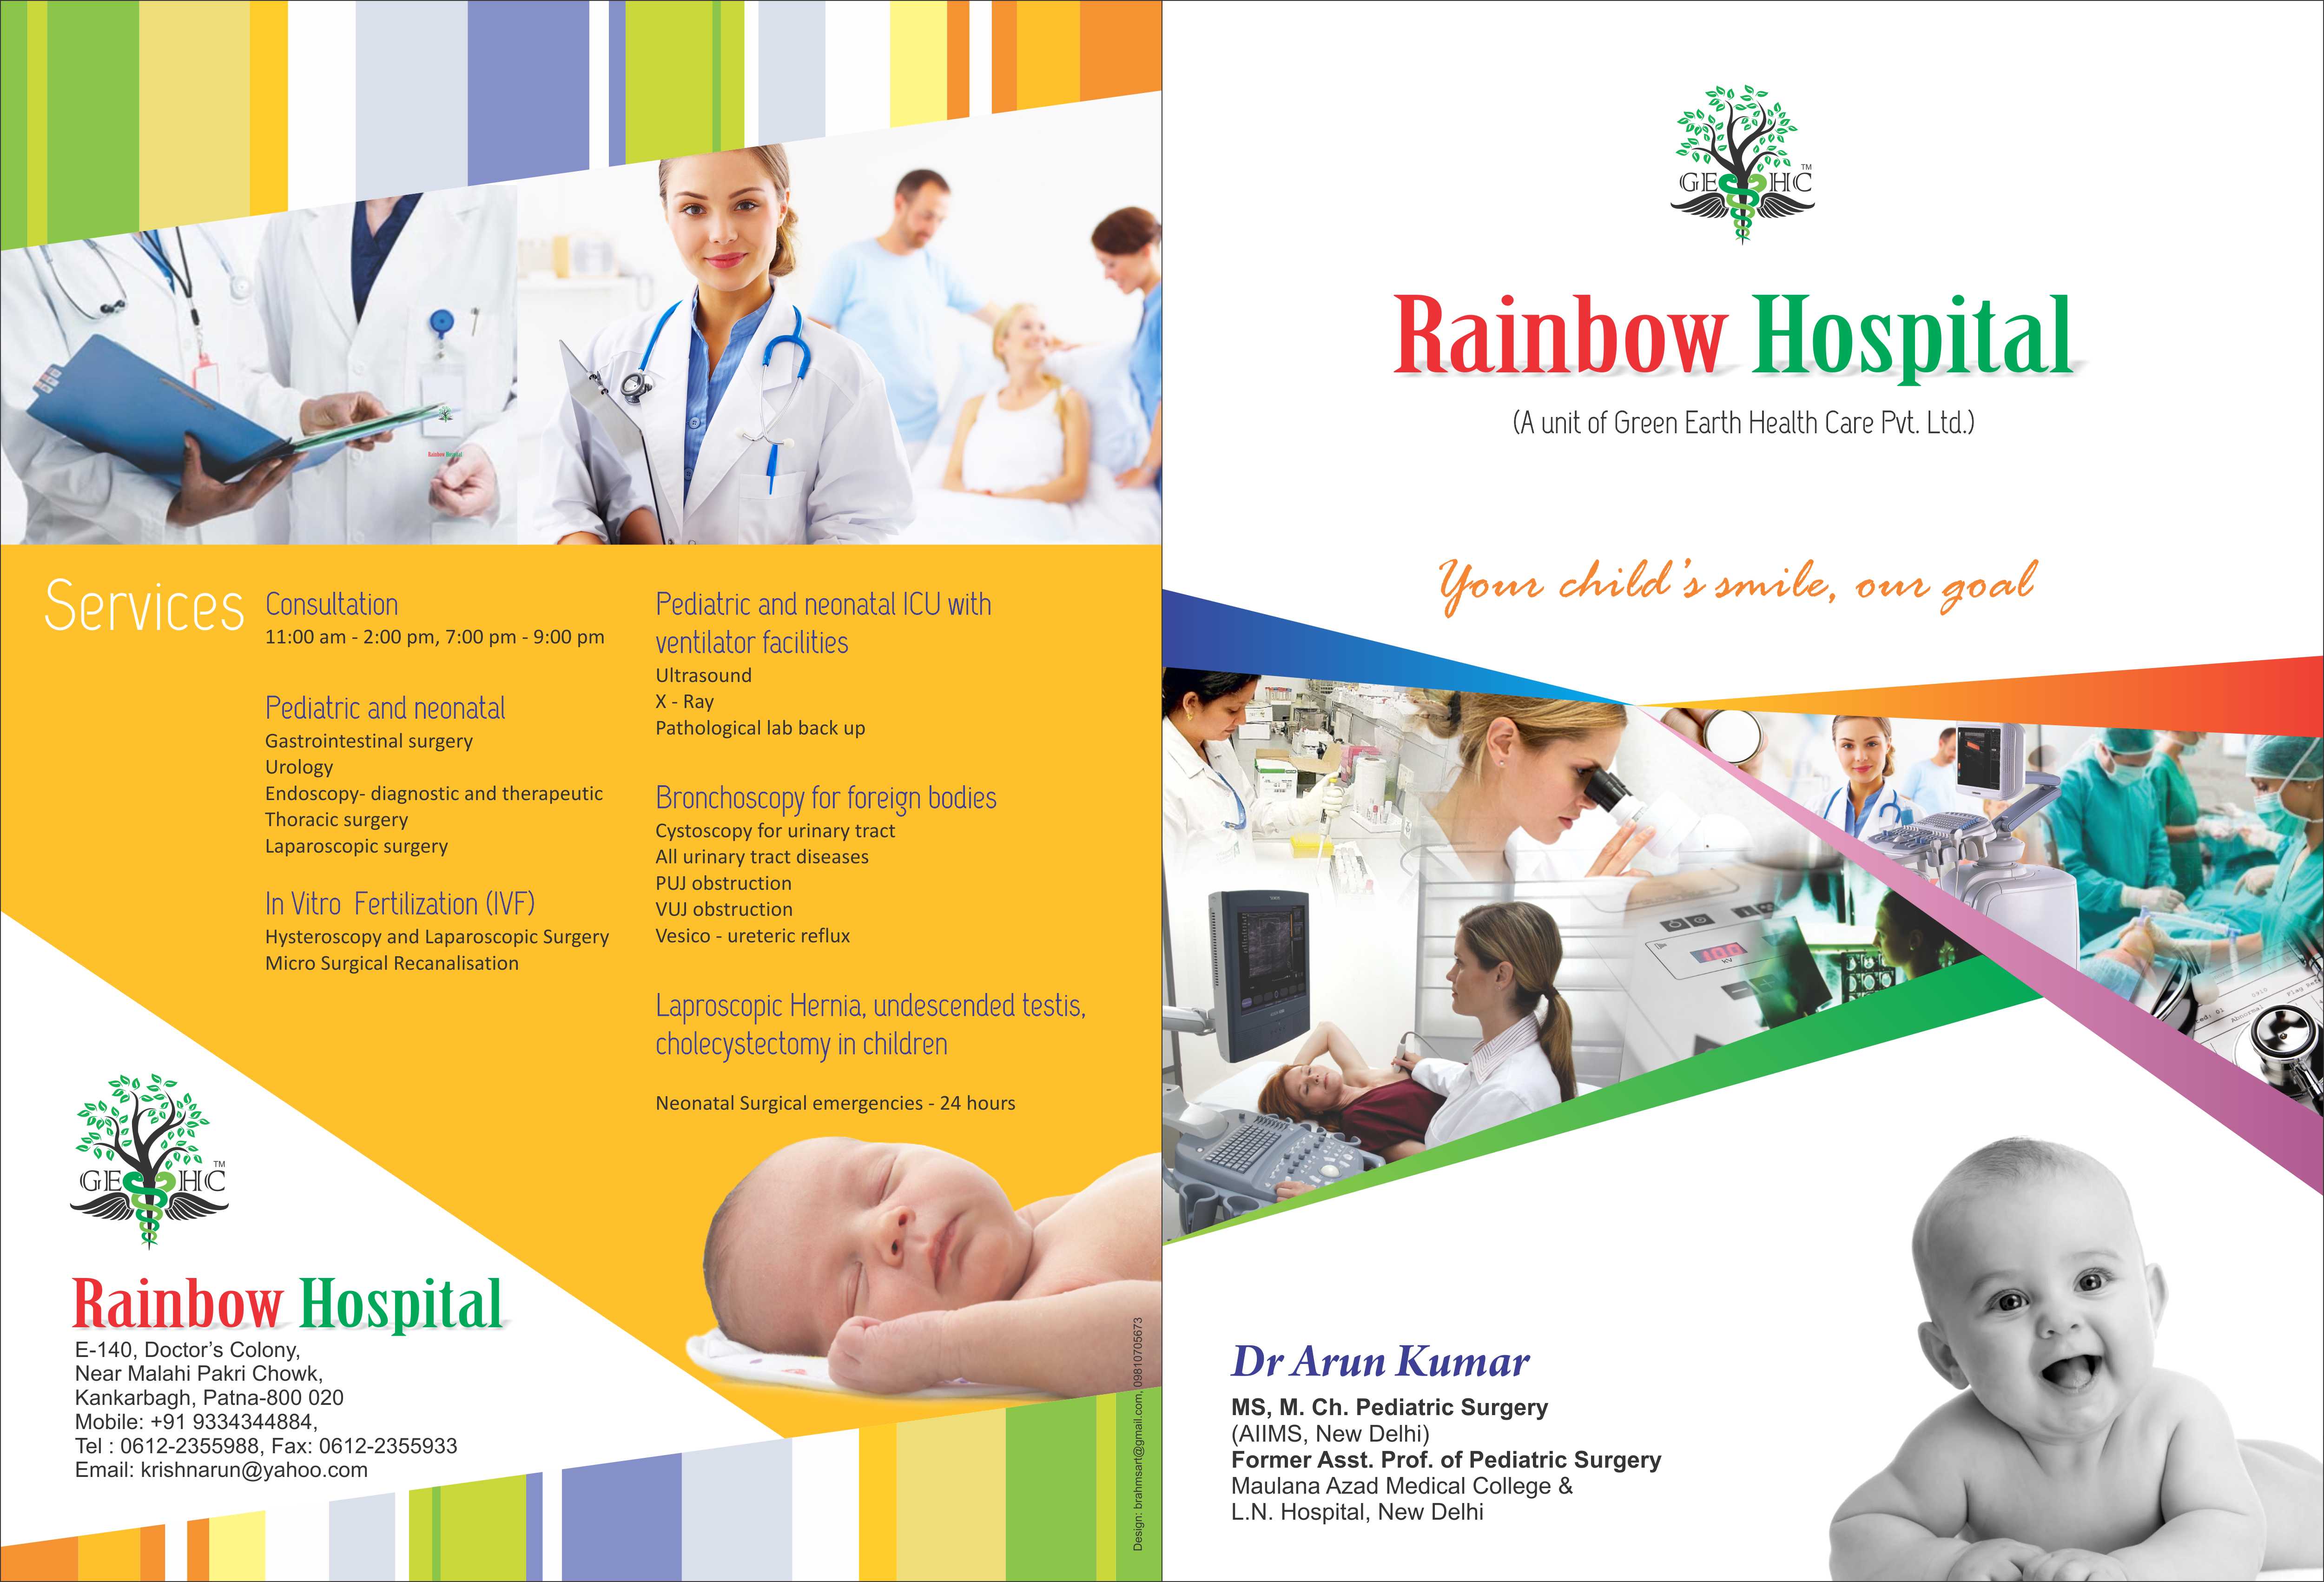 Services
Consultation
11:00 am - 2:00 pm, 7:00 pm - 9:00 pm
Pediatric and neonatal
Gastrointestinal surgery
Urology
Endoscopy- diagnostic and therapeutic
Thoracic surgery
Laparoscopic surgery
In Vitro Fertilization (IVF)
Hysteroscopy and Laparoscopic Surgery
Micro Surgical Recanalisation
Pediatric and neonatal ICU with
ventilator facilities
Ultrasound
X - Ray
Pathological lab back up
Bronchoscopy for foreign bodies
Cystoscopy for urinary tract
All urinary tract diseases
PUJ obstruction
VUJ obstruction
Vesico - ureteric reflux
Laproscopic Hernia, undescended testis,
cholecystectomy in children
Neonatal Surgical emergencies - 24 hours
GEHC TM
Rainbow Hospital
E-140, Doctor's Colony,
Near Malahi Pakri Chowk,
Kankarbagh, Patna-800 020
Mobile: +91 9334344884,
Tel : 0612-2355988, Fax: 0612-2355933
Email: krishnarun@yahoo.com
Design: brahmsart@gmail.com, 09810705673
GEHC TM
Rainbow Hospital
(A unit of Green Earth Health Care Pvt. Ltd.)
Your child's smile, our goal
100
kV
Abnormal
Dr Arun Kumar
MS, M. Ch. Pediatric Surgery
(AIIMS, New Delhi)
Former Asst. Prof. of Pediatric Surgery
Maulana Azad Medical College &
L.N. Hospital, New Delhi